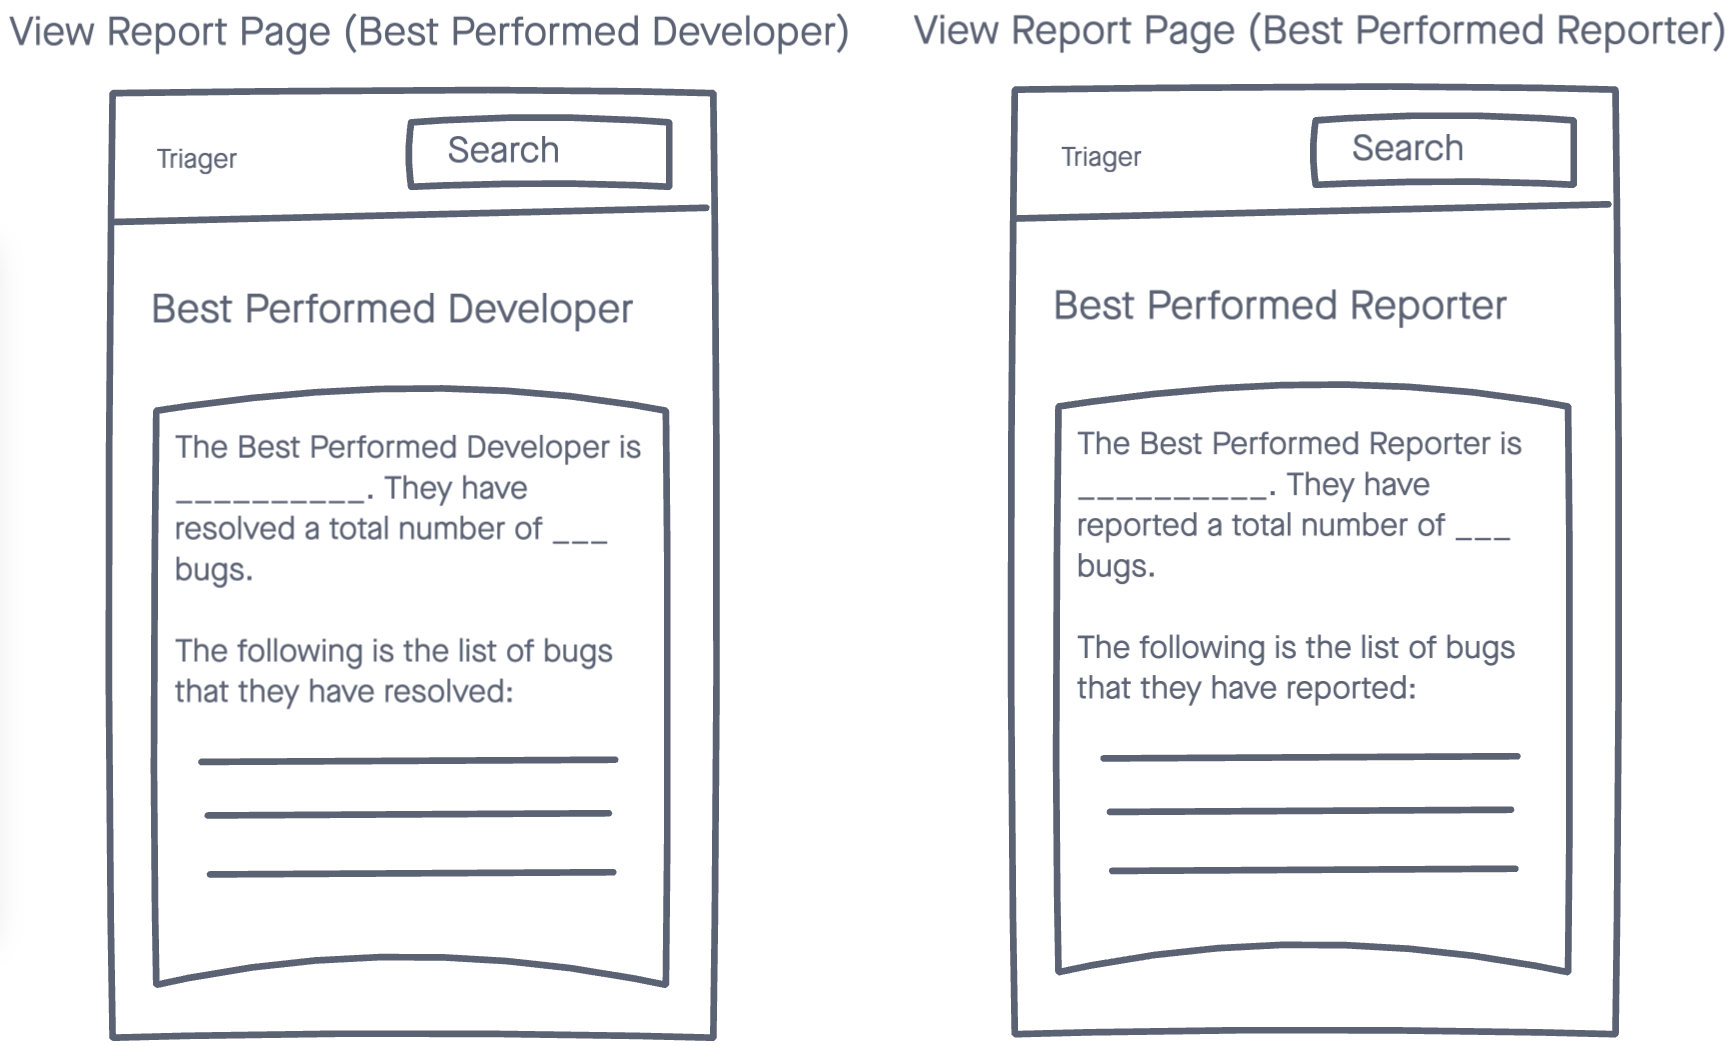 View Report Page (Best Performed Developer)
Triager
Search
Best Performed Developer
The Best Performed Developer is
__________. They have
resolved a total number of ___
bugs.
The following is the list of bugs
that they have resolved:
View Report Page (Best Performed Reporter)
Triager
Search
Best Performed Reporter
The Best Performed Reporter is
__________. They have
reported a total number of ___
bugs.
The following is the list of bugs
that they have reported: